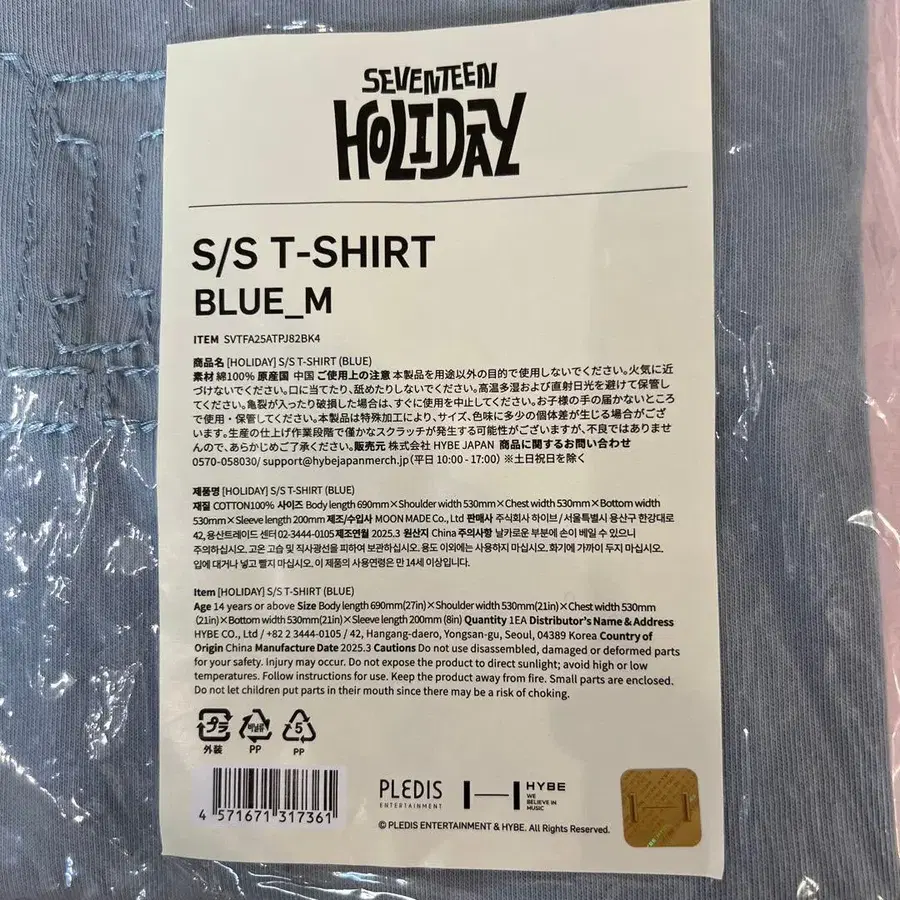 SEVENTEEN
HOLIDAY
S/S T-SHIRT
BLUE_M
ITEM SVTFA25ATPJ82BK4
商品名 [HOLIDAY] S/S T-SHIRT (BLUE)
素材 綿100% 原産国 中国 ご使用上の注意 本製品を用途以外の目的で使用しないでください。火気に近
づけないでください。口に当てたり、舐めたりしないでください。高温多湿および直射日光を避けて保管し
てください。亀裂が入ったり破損した場合は、すぐに使用を中止してください。お子様の手の届かないところ
で使用・保管してください。本製品は特殊加工により、サイズ、色味に多少の個体差が生じる場合がござ
います。生産の仕上げ作業段階で僅かなスクラッチが発生する可能性がございますが、不良ではありませ
んので、あらかじめご了承ください。販売元 株式会社 HYBE JAPAN 商品に関するお問い合わせ
0570-058030/ support@hybejapanmerch.jp (平日 10:00 - 17:00) ※土日祝日を除く
제품명 [HOLIDAY] S/S T-SHIRT (BLUE)
재질 COTTON100% 사이즈 Body length 690mm×Shoulder width 530mm×Chest width 530mm×Bottom width
530mm×Sleeve length 200mm 제조/수입사 MOON MADE Co., Ltd 판매사 주식회사 하이브 / 서울특별시 용산구 한강대로
42, 용산트레이드 센터 02-3444-0105 제조연월 2025.3 원산지 China 주의사항 날카로운 부분에 손이 베일 수 있으니
주의하십시오. 고온 고습 및 직사광선을 피하여 보관하십시오. 용도 이외에는 사용하지 마십시오. 화기에 가까이 두지 마십시오.
입에 대거나 넣고 빨지 마십시오. 이 제품의 사용연령은 만 14세 이상입니다.
Item [HOLIDAY] S/S T-SHIRT (BLUE)
Age 14 years or above Size Body length 690mm(27in)×Shoulder width 530mm(21in)×Chest width 530mm
(21in)×Bottom width 530mm(21in)×Sleeve length 200mm (8in) Quantity 1EA Distributor's Name & Address
HYBE CO., Ltd / +82 2 3444-0105 / 42, Hangang-daero, Yongsan-gu, Seoul, 04389 Korea Country of
Origin China Manufacture Date 2025.3 Cautions Do not use disassembled, damaged or deformed parts
for your safety. Injury may occur. Do not expose the product to direct sunlight; avoid high or low
temperatures. Follow instructions for use. Keep the product away from fire. Small parts are enclosed.
Do not let children put parts in their mouth since there may be a risk of choking.
プラ 비닐류 5
外装 PP PP
4 571671 317361
PLEDIS
ENTERTAINMENT
HYBE
WE
BELIEVE IN
MUSIC
© PLEDIS ENTERTAINMENT & HYBE. All Rights Reserved.